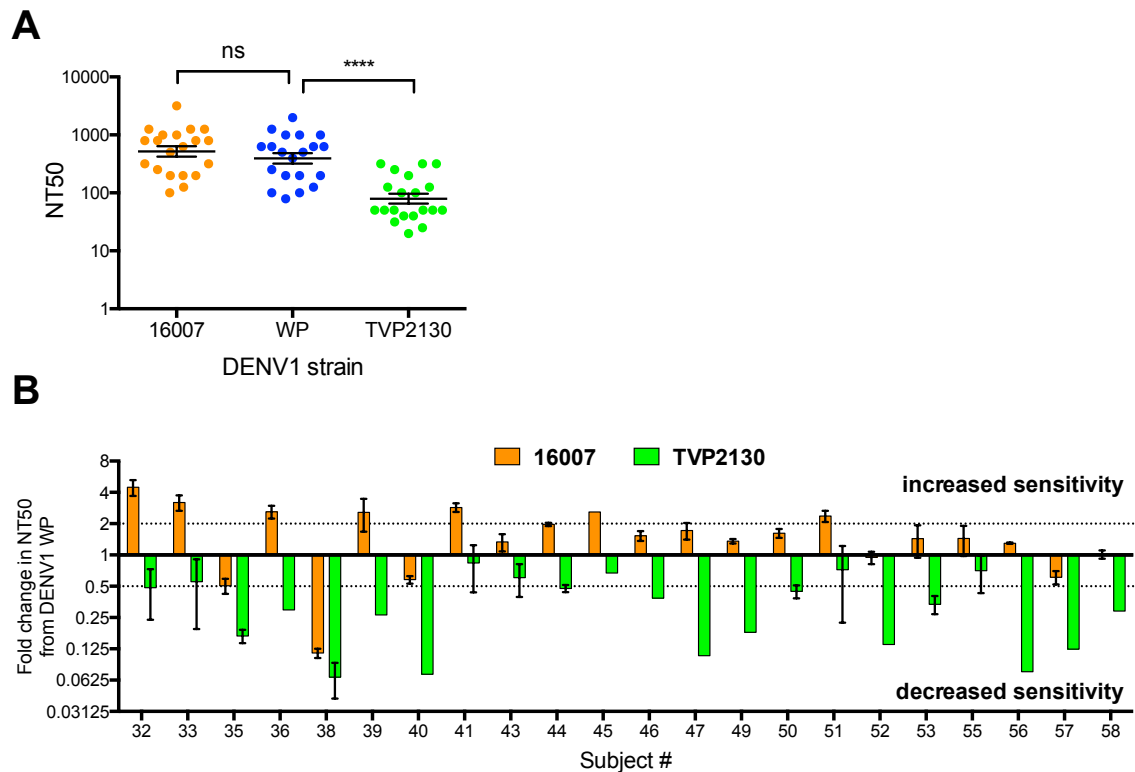 A
ns
****
10000
1000
100
10
1
NT50
16007 WP TVP2130
DENV1 strain
B
16007 TVP2130
increased sensitivity
Fold change in NT50
from DENV1 WP
8
4
2
1
0.5
0.25
0.125
0.0625
0.03125
decreased sensitivity
32 33 35 36 38 39 40 41 43 44 45 46 47 49 50 51 52 53 55 56 57 58
Subject #